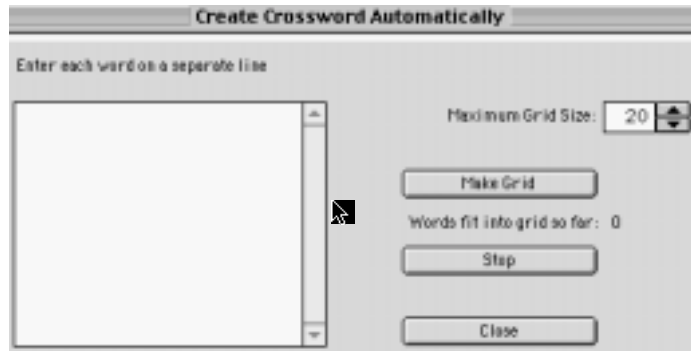 Create Crossword Automatically
Enter each word on a separate line
Maximum Grid Size: 20
Make Grid
Words fit into grid so far: 0
Stop
Close